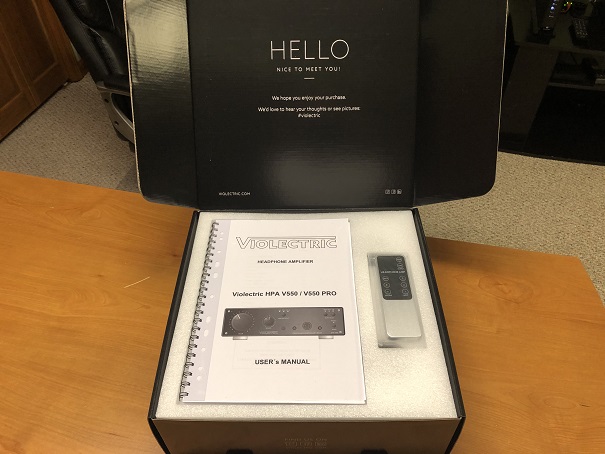 HELLO
NICE TO MEET YOU!
We hope you enjoy your purchase.
We'd love to hear your thoughts or see pictures:
#violectric
VIOLECTRIC.COM
VIOLECTRIC
HEADPHONE AMPLIFIER
Violectric HPA V550 / V550 PRO
USER´s MANUAL